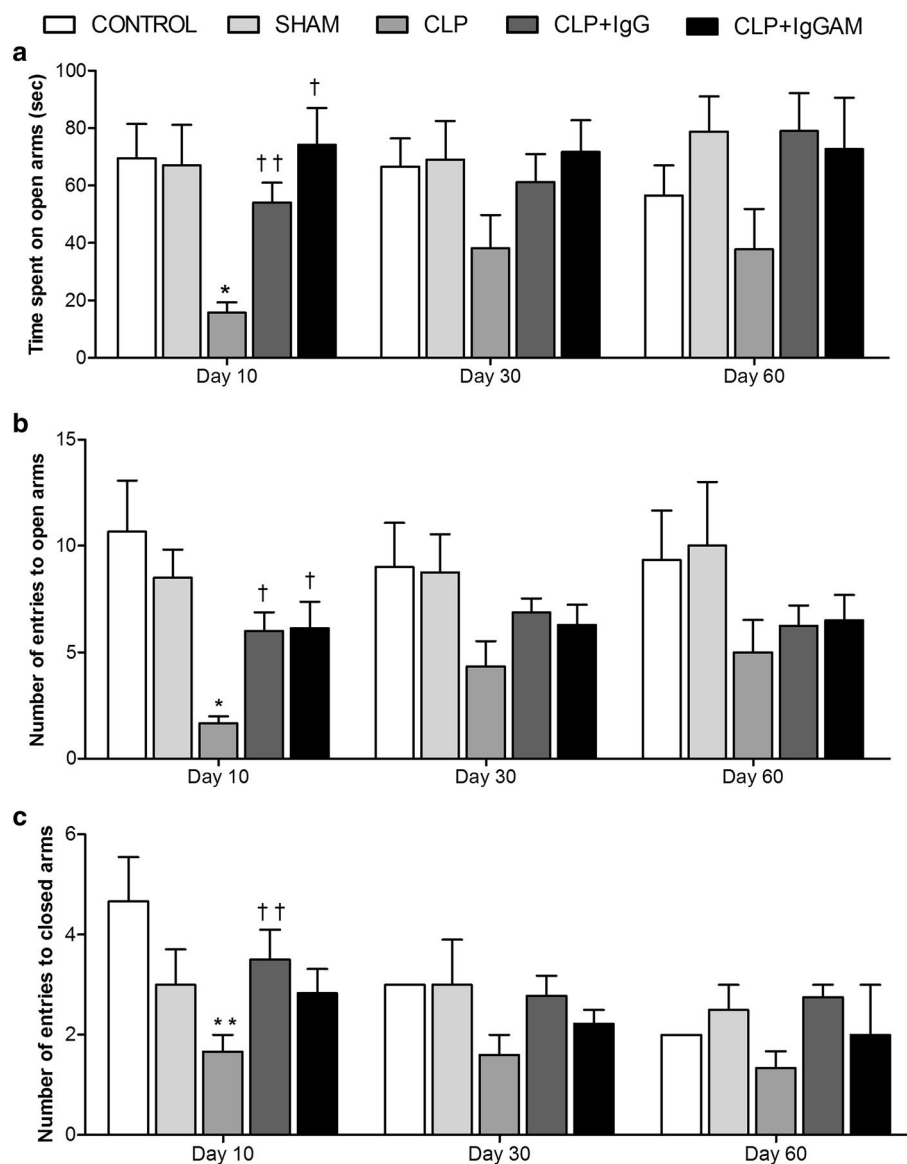 CONTROL SHAM CLP CLP+IgG CLP+IgGAM
a
Time spent on open arms (sec)
100
80
60
40
20
0
*
† †
†
Day 10 Day 30 Day 60
b
Number of entries to open arms
15
10
5
0
*
†
†
Day 10 Day 30 Day 60
c
Number of entries to closed arms
6
4
2
0
* *
† †
Day 10 Day 30 Day 60